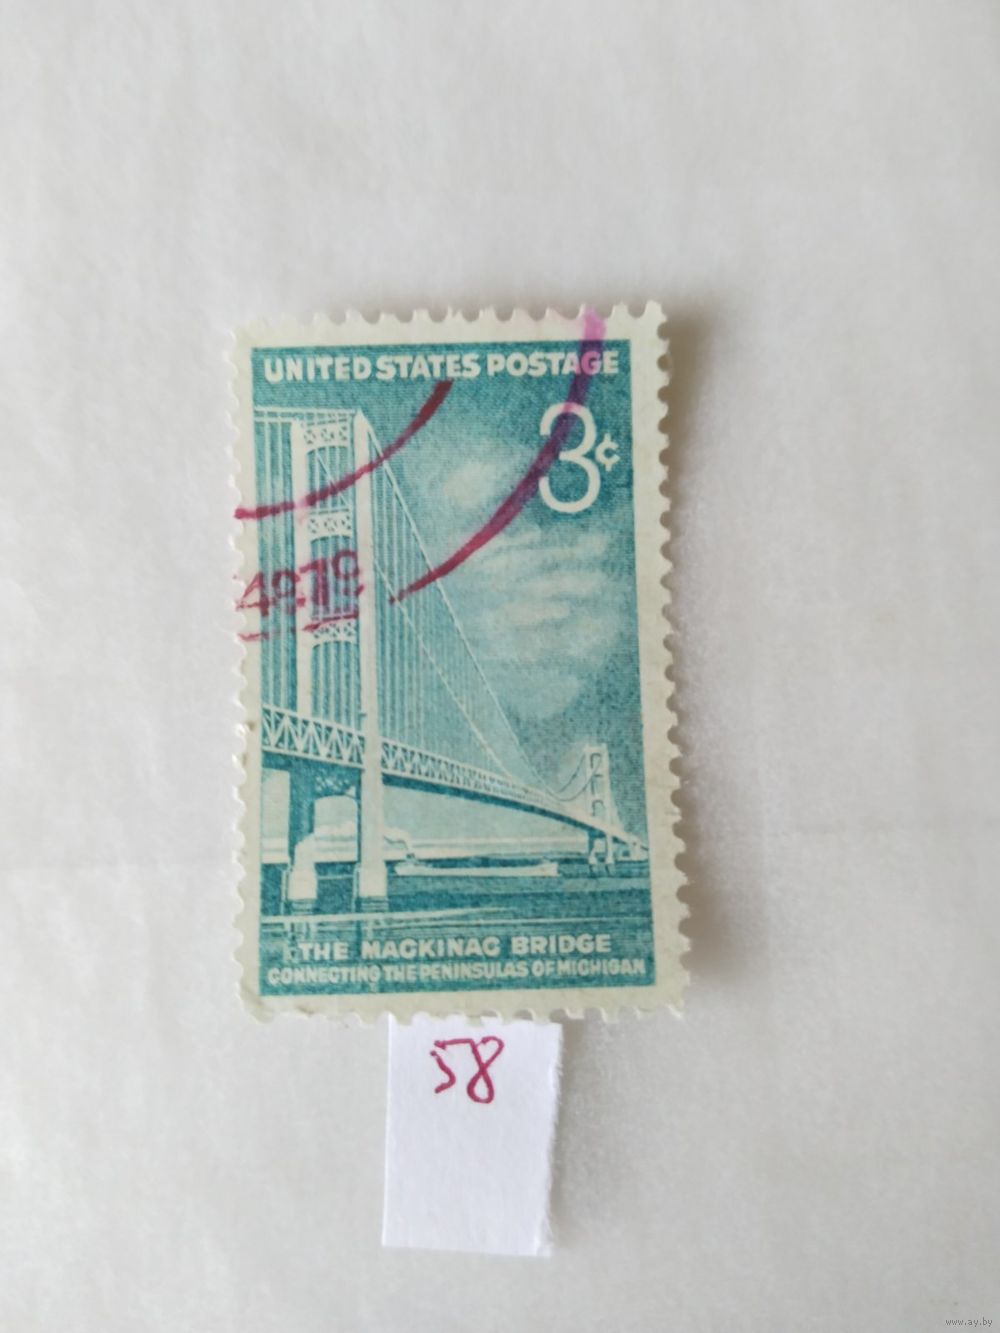 UNITED STATES POSTAGE
3¢
THE MACKINAC BRIDGE
CONNECTING THE PENINSULAS OF MICHIGAN
58
www.ay.by